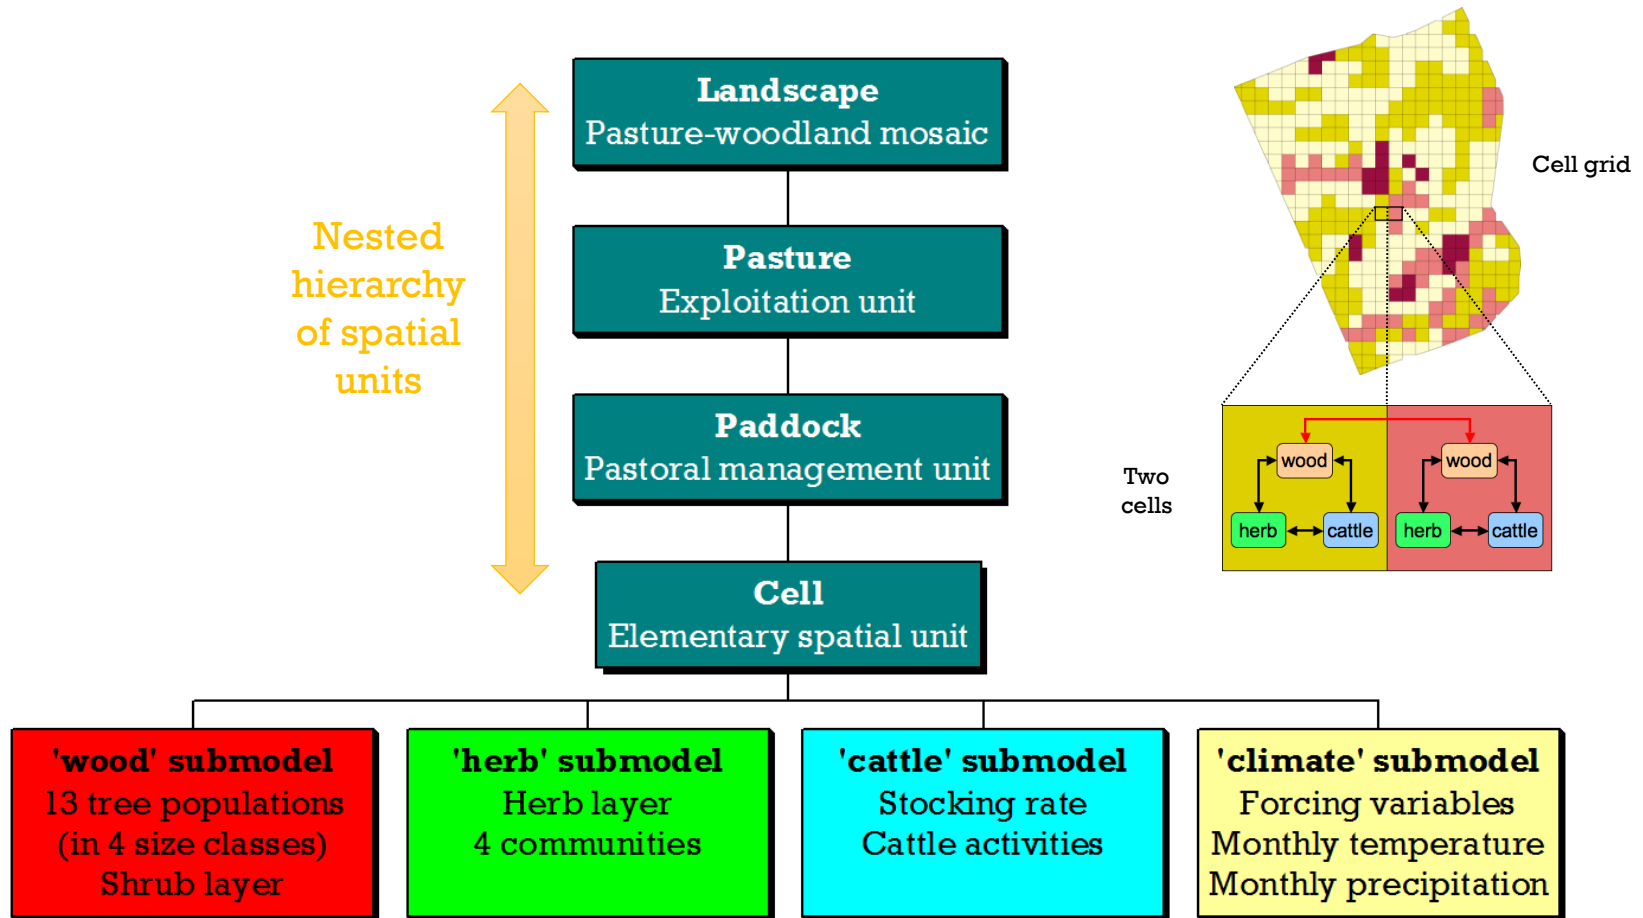 Landscape
Pasture-woodland mosaic
Cell grid
Nested
hierarchy
of spatial
units
Pasture
Exploitation unit
Paddock
Pastoral management unit
Two
cells
wood
wood
herb
cattle
herb
cattle
Cell
Elementary spatial unit
'wood' submodel
13 tree populations
(in 4 size classes)
Shrub layer
'herb' submodel
Herb layer
4 communities
'cattle' submodel
Stocking rate
Cattle activities
'climate' submodel
Forcing variables
Monthly temperature
Monthly precipitation